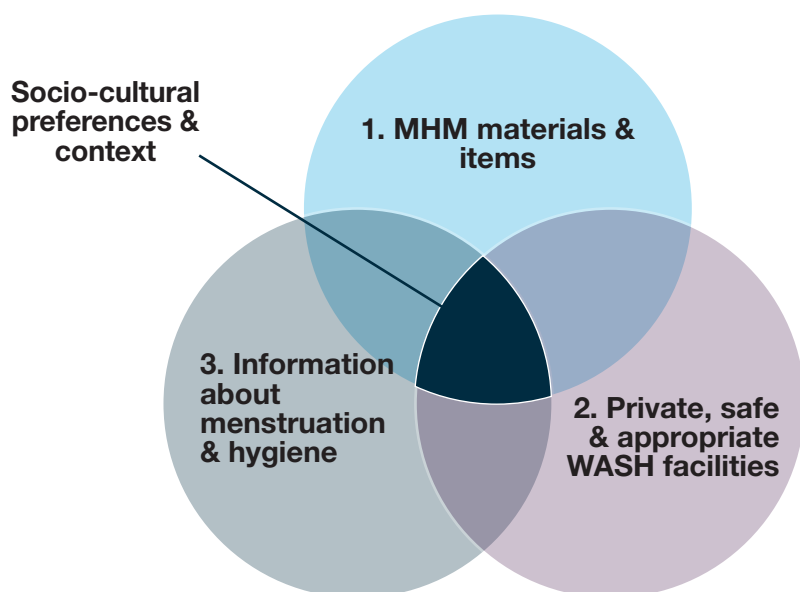 Socio-cultural
preferences &
context
1. MHM materials &
items
3. Information
about
menstruation
& hygiene
2. Private, safe
& appropriate
WASH facilities